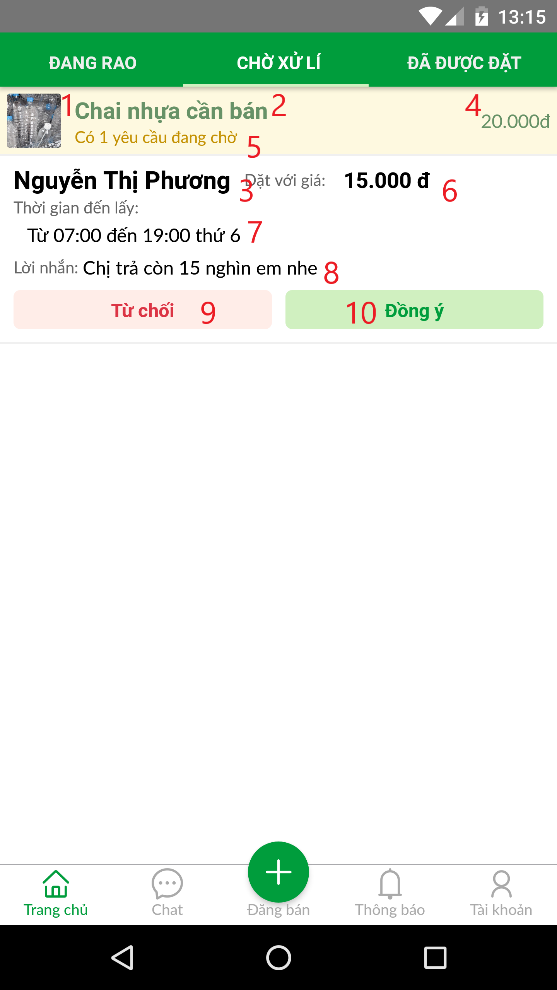 13:15
ĐANG RAO CHỜ XỬ LÍ ĐÃ ĐƯỢC ĐẶT
1 Chai nhựa cần bán 2 4 20.000đ
Có 1 yêu cầu đang chờ 5
Nguyễn Thị Phương 3 Đặt với giá: 15.000 đ 6
Thời gian đến lấy:
Từ 07:00 đến 19:00 thứ 6 7
Lời nhắn: Chị trả còn 15 nghìn em nhe 8
Từ chối 9 10 Đồng ý
Trang chủ Chat Đăng bán Thông báo Tài khoản